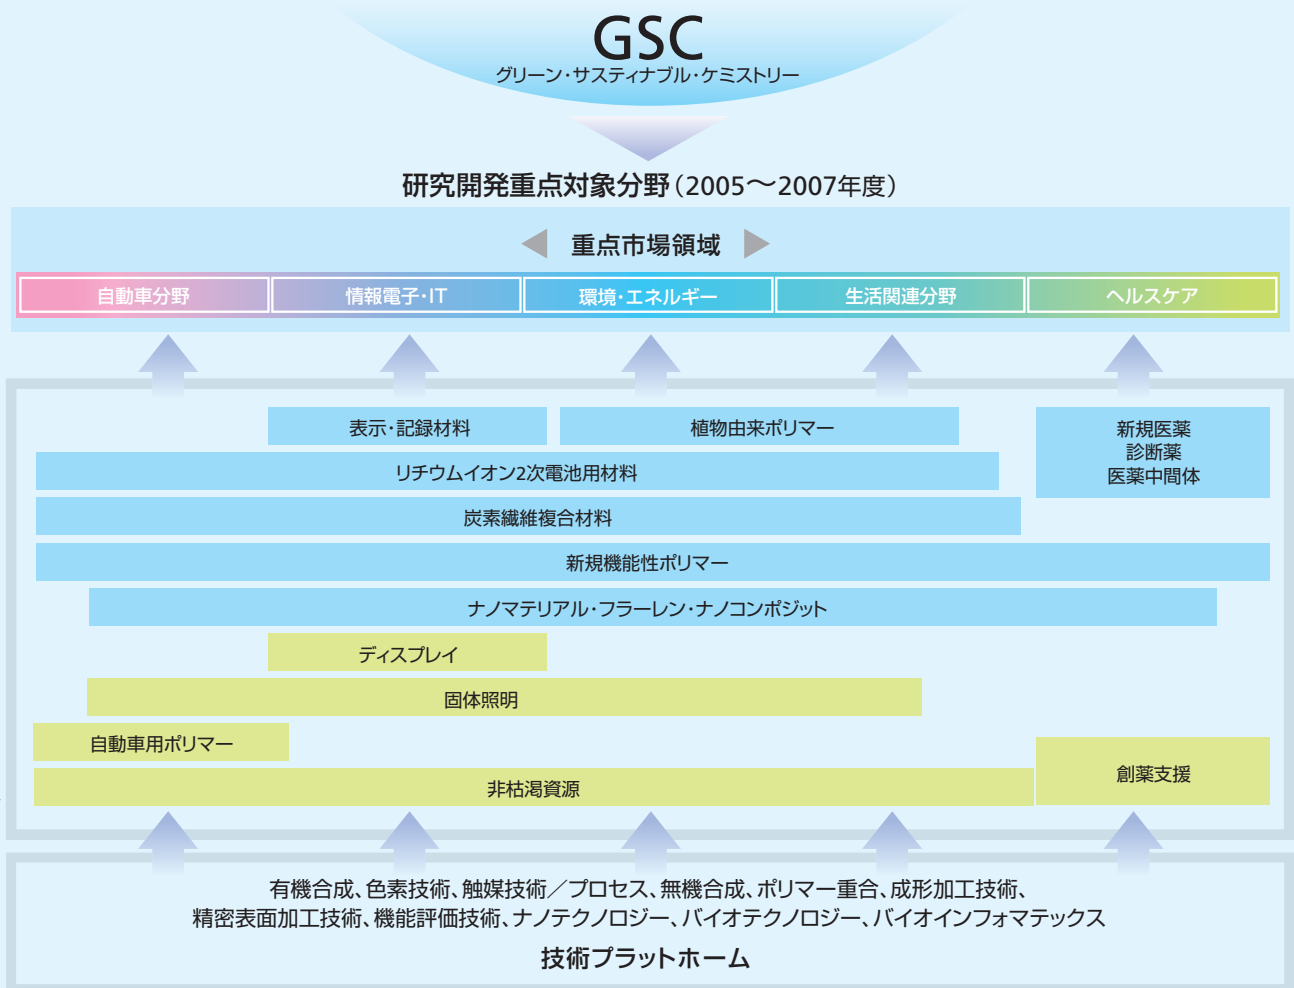 GSC
グリーン・サスティナブル・ケミストリー
研究開発重点対象分野（2005～2007年度）
重点市場領域
自動車分野
情報電子・IT
環境・エネルギー
生活関連分野
ヘルスケア
表示・記録材料
植物由来ポリマー
新規医薬
診断薬
医薬中間体
リチウムイオン2次電池用材料
炭素繊維複合材料
新規機能性ポリマー
ナノマテリアル・フラーレン・ナノコンポジット
ディスプレイ
固体照明
自動車用ポリマー
創薬支援
非枯渇資源
有機合成、色素技術、触媒技術／プロセス、無機合成、ポリマー重合、成形加工技術、
精密表面加工技術、機能評価技術、ナノテクノロジー、バイオテクノロジー、バイオインフォマテックス
技術プラットホーム